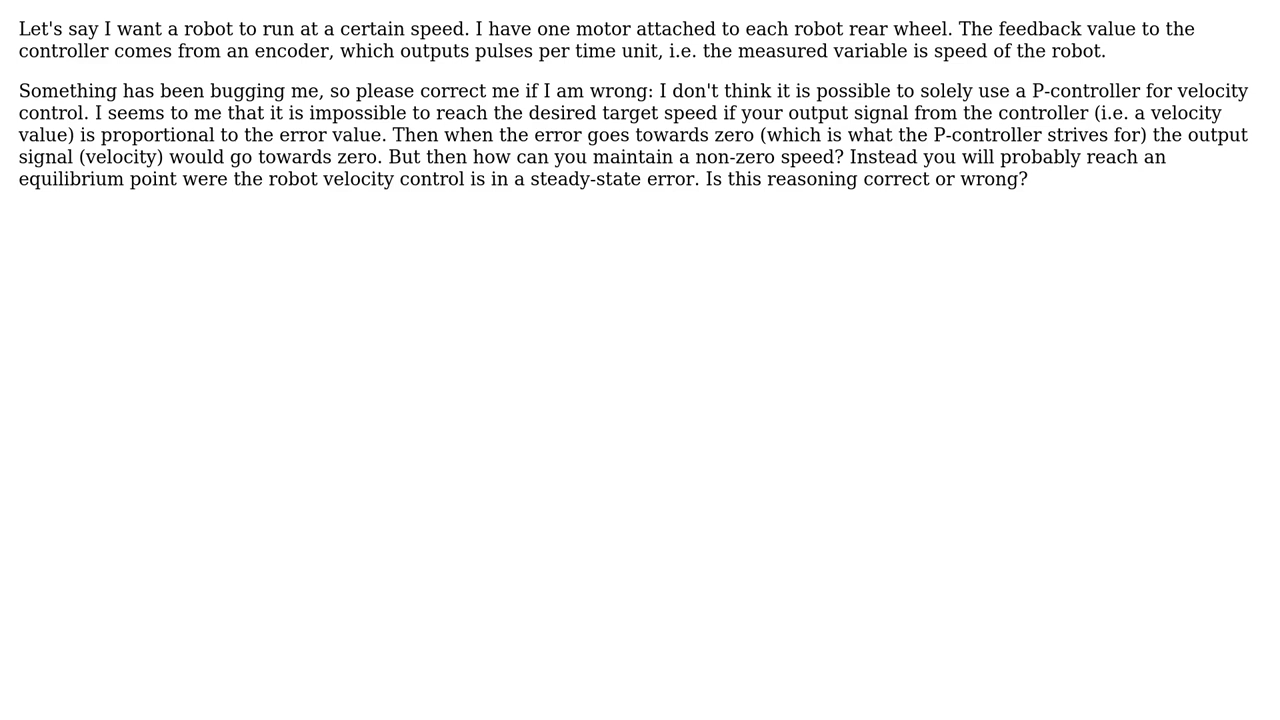 Let's say I want a robot to run at a certain speed. I have one motor attached to each robot rear wheel. The feedback value to the
controller comes from an encoder, which outputs pulses per time unit, i.e. the measured variable is speed of the robot.
Something has been bugging me, so please correct me if I am wrong: I don't think it is possible to solely use a P-controller for velocity
control. I seems to me that it is impossible to reach the desired target speed if your output signal from the controller (i.e. a velocity
value) is proportional to the error value. Then when the error goes towards zero (which is what the P-controller strives for) the output
signal (velocity) would go towards zero. But then how can you maintain a non-zero speed? Instead you will probably reach an
equilibrium point were the robot velocity control is in a steady-state error. Is this reasoning correct or wrong?